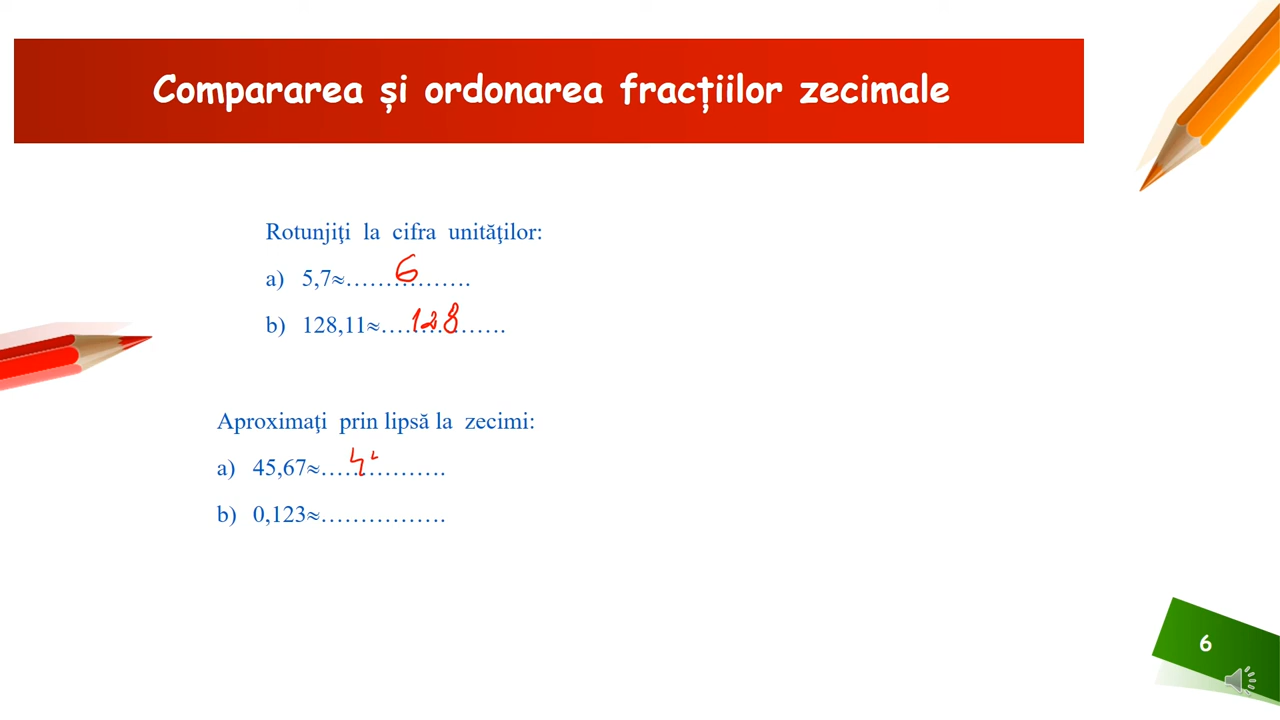 Compararea și ordonarea fracțiilor zecimale
Rotunjiţi la cifra unităţilor:
a) 5,7≈.......6.........
b) 128,11≈....128............
Aproximaţi prin lipsă la zecimi:
a) 45,67≈....4............
b) 0,123≈................
6